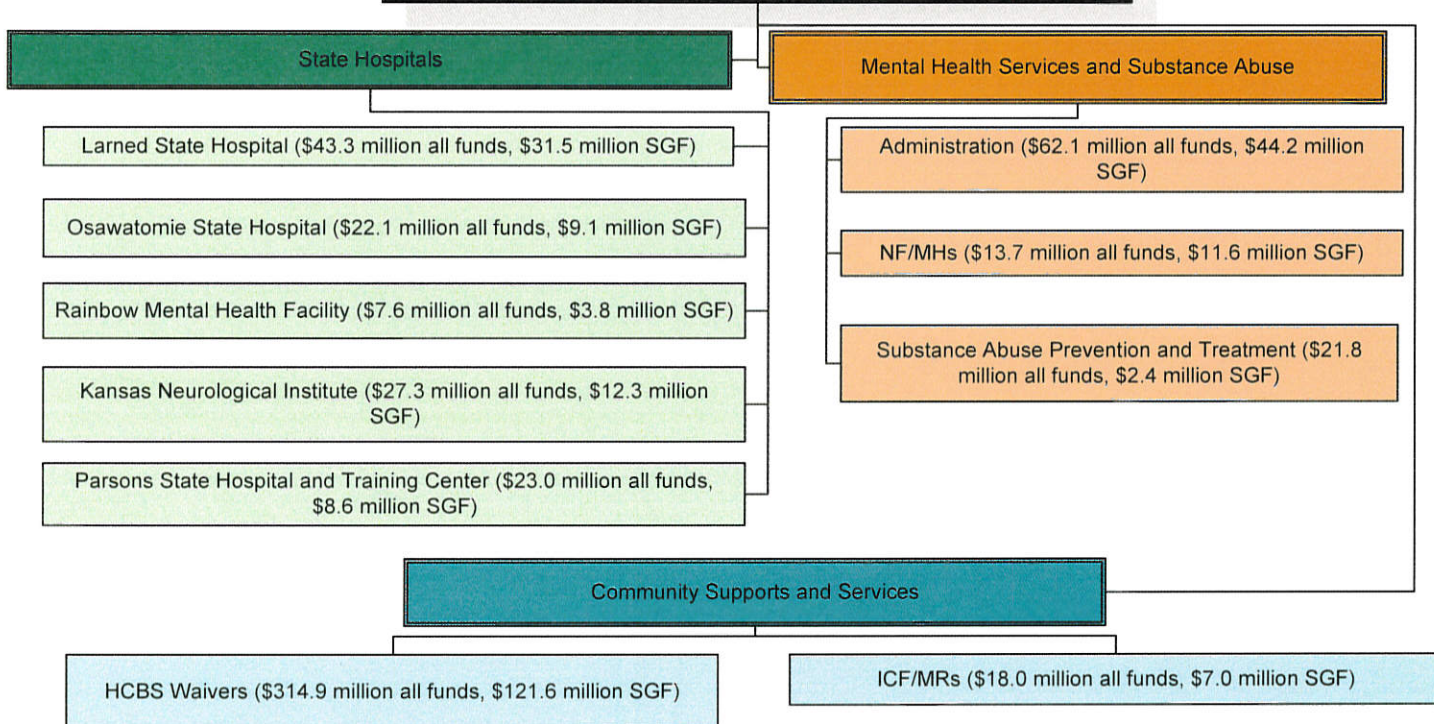 State Hospitals
Larned State Hospital ($43.3 million all funds, $31.5 million SGF)
Osawatomie State Hospital ($22.1 million all funds, $9.1 million SGF)
Rainbow Mental Health Facility ($7.6 million all funds, $3.8 million SGF)
Kansas Neurological Institute ($27.3 million all funds, $12.3 million
SGF)
Parsons State Hospital and Training Center ($23.0 million all funds,
$8.6 million SGF)
Mental Health Services and Substance Abuse
Administration ($62.1 million all funds, $44.2 million
SGF)
NF/MHs ($13.7 million all funds, $11.6 million SGF)
Substance Abuse Prevention and Treatment ($21.8
million all funds, $2.4 million SGF)
Community Supports and Services
HCBS Waivers ($314.9 million all funds, $121.6 million SGF)
ICF/MRs ($18.0 million all funds, $7.0 million SGF)